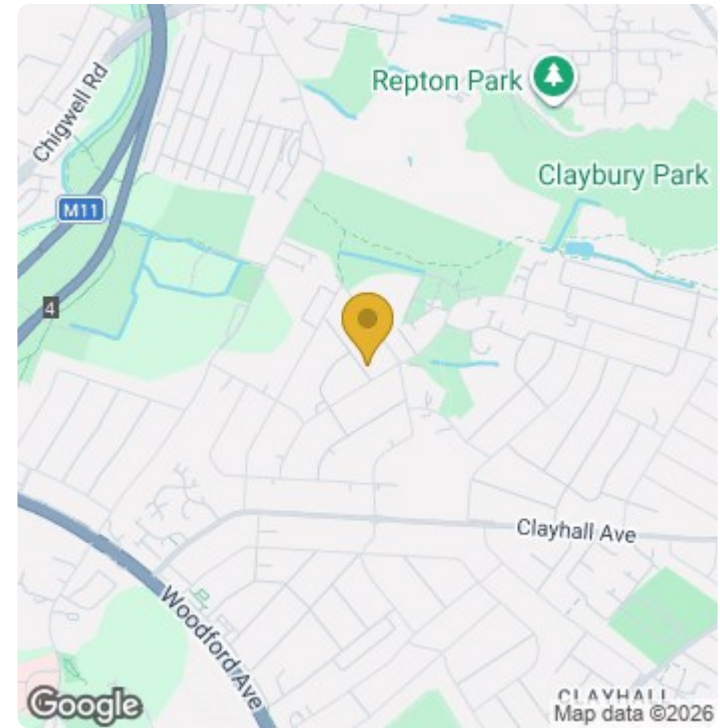 Repton Park
Chigwell Rd
Claybury Park
M11
4
Clayhall Ave
Woodford Ave
CLAYHALL
Google
Map data ©2026